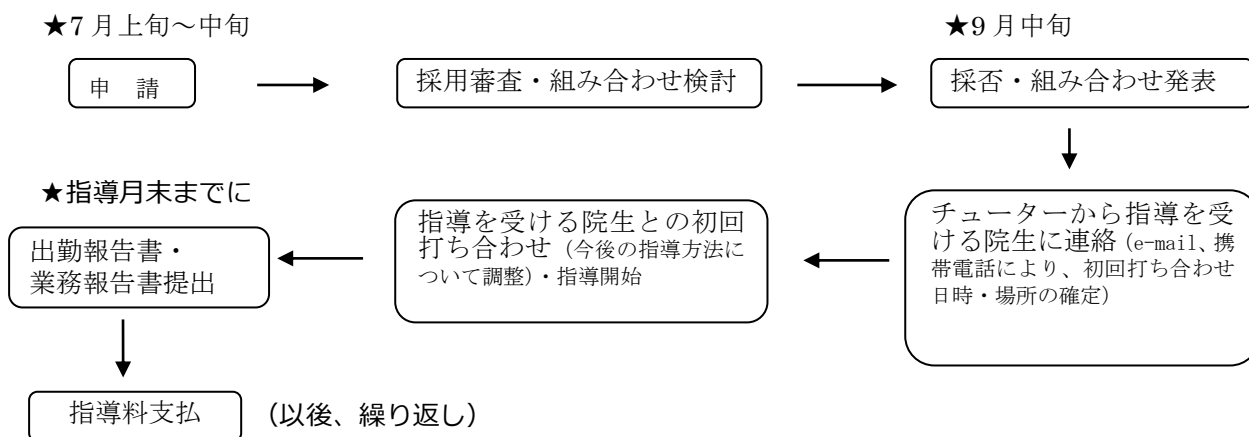 ★7月上旬～中旬
★9月中旬
申　請
採用審査・組み合わせ検討
採否・組み合わせ発表
チューターから指導を受
ける院生に連絡(e-mail、携
帯電話により、初回打ち合わせ
日時・場所の確定)
指導を受ける院生との初回
打ち合わせ（今後の指導方法に
ついて調整)・指導開始
★指導月末までに
出勤報告書・
業務報告書提出
指導料支払
（以後、繰り返し）